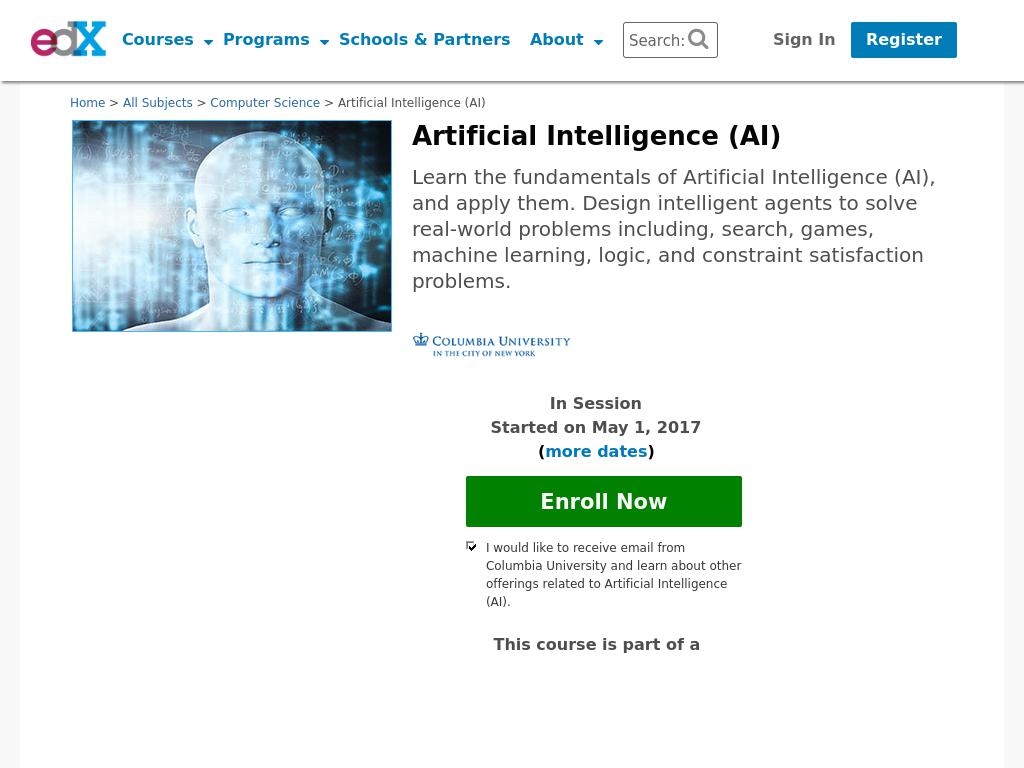 edX
Courses
Programs
Schools & Partners
About
Search:
Sign In
Register
Home > All Subjects > Computer Science > Artificial Intelligence (AI)
Artificial Intelligence (AI)
Learn the fundamentals of Artificial Intelligence (AI),
and apply them. Design intelligent agents to solve
real-world problems including, search, games,
machine learning, logic, and constraint satisfaction
problems.
COLUMBIA UNIVERSITY
IN THE CITY OF NEW YORK
In Session
Started on May 1, 2017
(more dates)
Enroll Now
I would like to receive email from
Columbia University and learn about other
offerings related to Artificial Intelligence
(AI).
This course is part of a